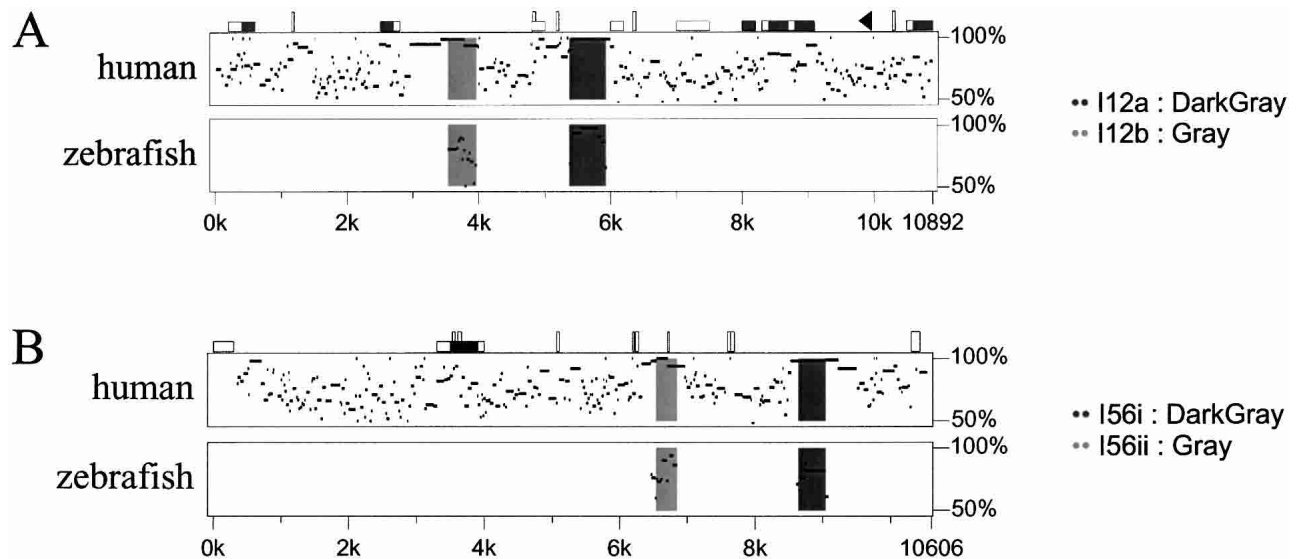 A
human
100%
50%
zebrafish
100%
50%
0k 2k 4k 6k 8k 10k 10892
I12a : DarkGray
I12b : Gray
B
human
100%
50%
zebrafish
100%
50%
0k 2k 4k 6k 8k 10606
I56i : DarkGray
I56ii : Gray